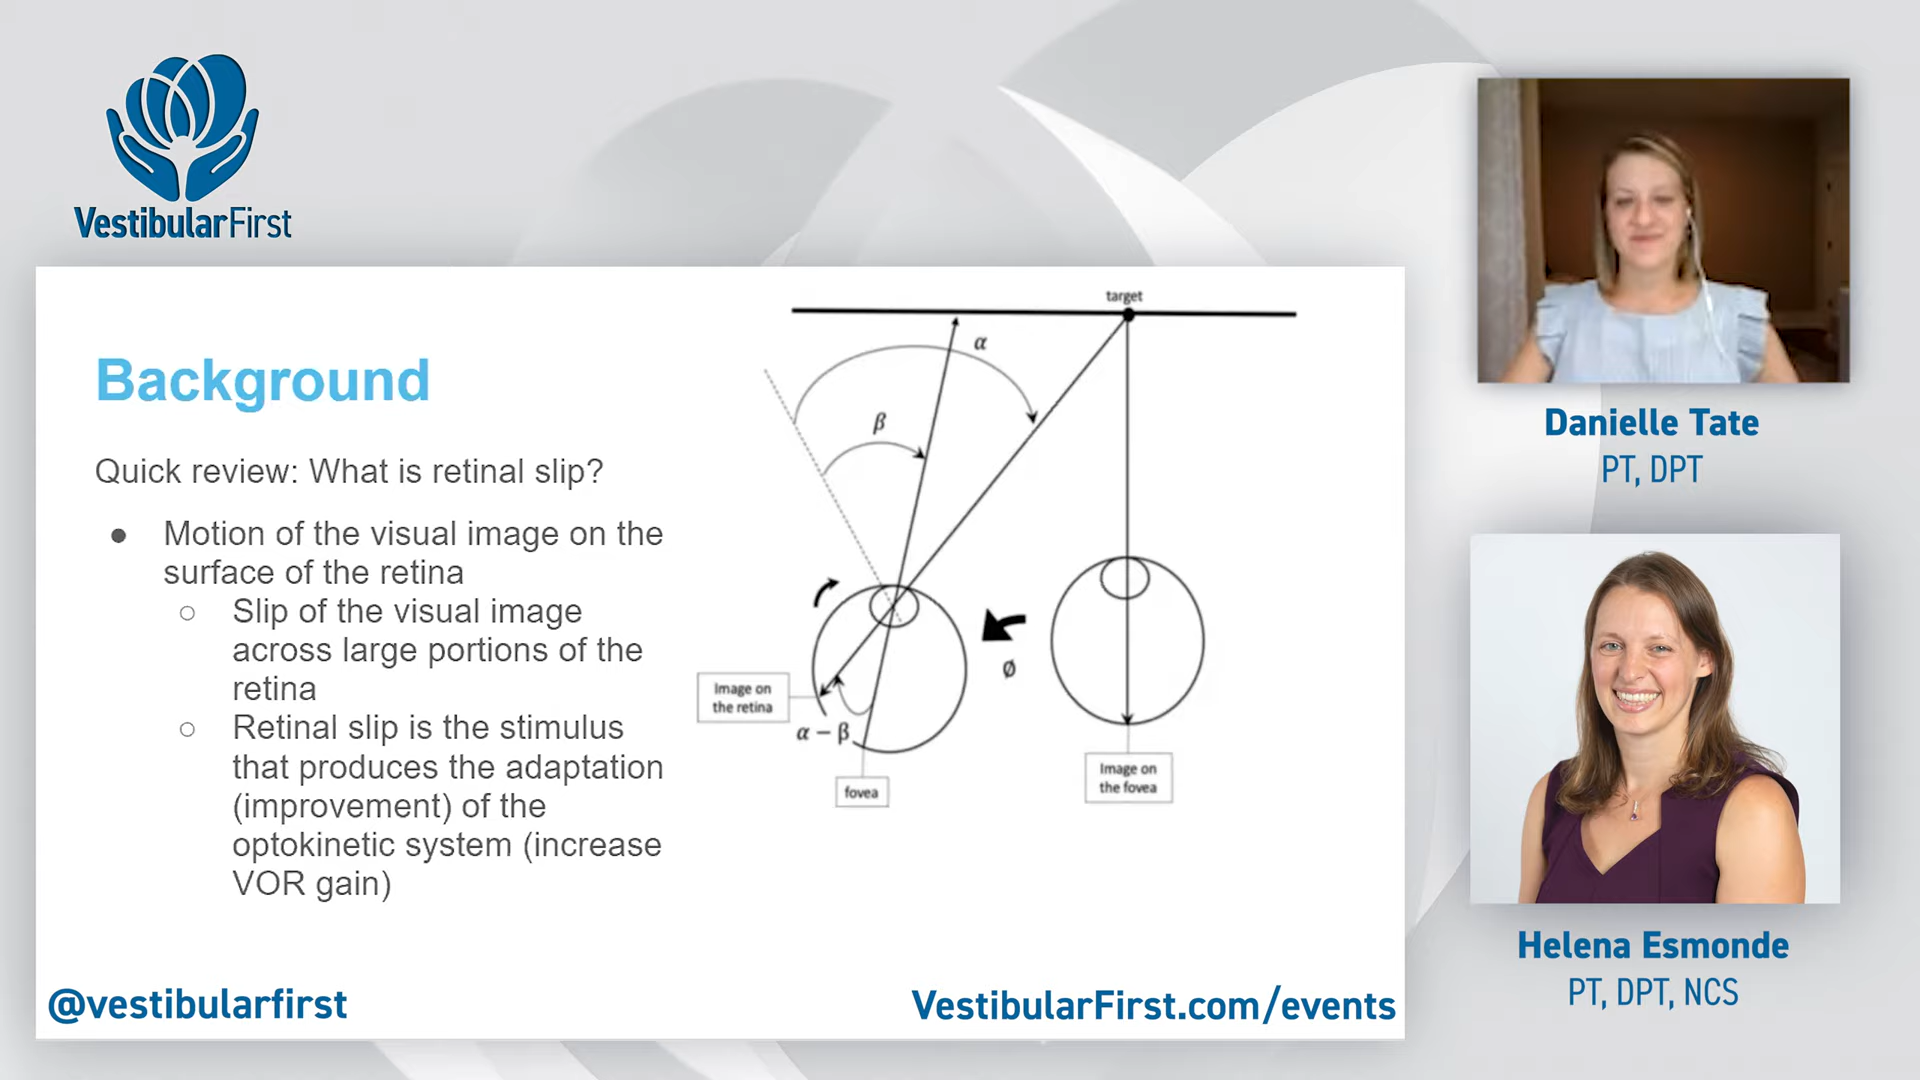 VestibularFirst
Background
Quick review: What is retinal slip?
● Motion of the visual image on the
surface of the retina
○ Slip of the visual image
across large portions of the
retina
○ Retinal slip is the stimulus
that produces the adaptation
(improvement) of the
optokinetic system (increase
VOR gain)
target
α
β
Image on
the retina
α − β
fovea
ø
Image on
the fovea
@vestibularfirst
VestibularFirst.com/events
Danielle Tate
PT, DPT
Helena Esmonde
PT, DPT, NCS